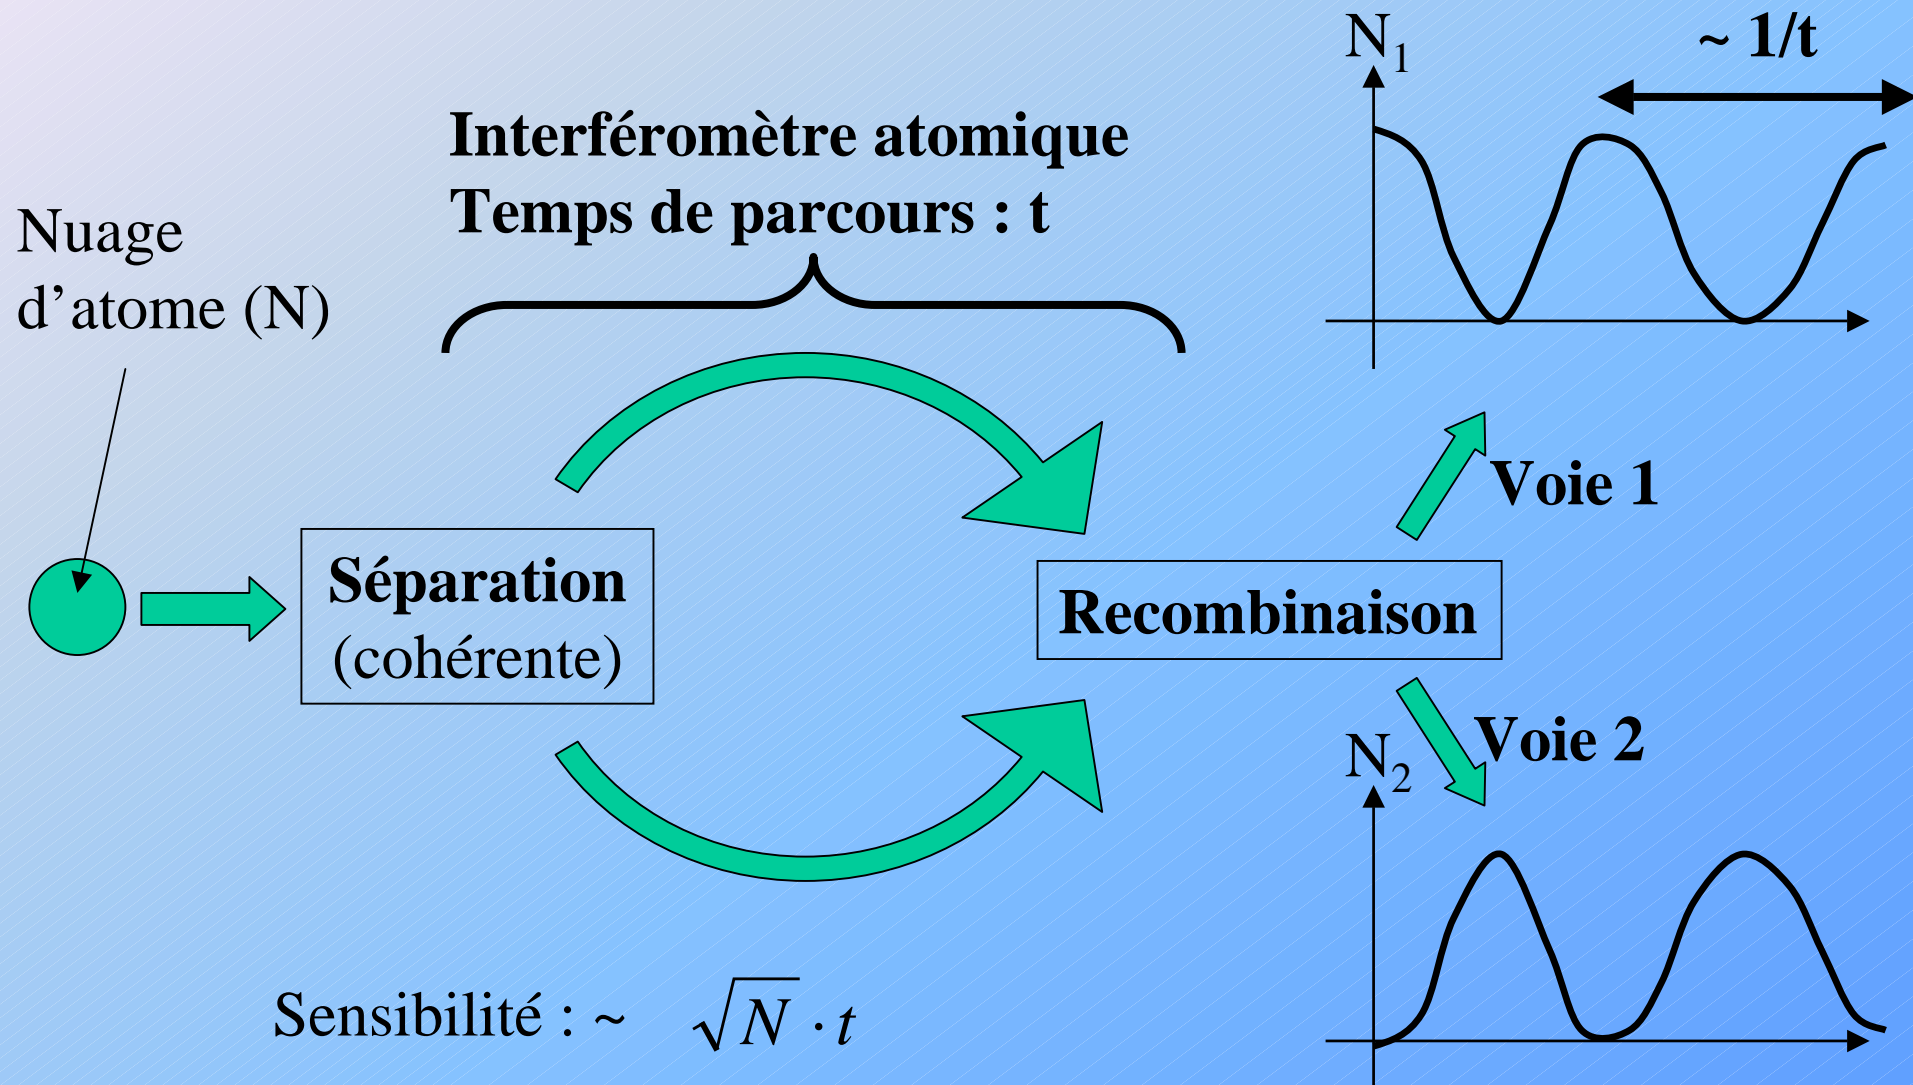 Nuage
d’atome (N)
Interféromètre atomique
Temps de parcours : t
N₁
~ 1/t
Séparation
(cohérente)
Recombinaison
Voie 1
Voie 2
N₂
Sensibilité : ~ √N · t